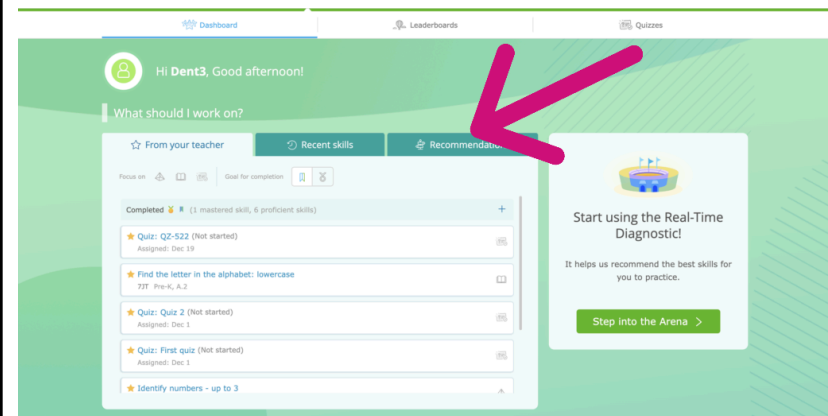 Dashboard
Leaderboards
Quizzes
Hi Dent3, Good afternoon!
What should I work on?
From your teacher
Recent skills
Focus on
Goal for completion
Completed (1 mastered skill, 6 proficient skills)
+
Quiz: QZ-522 (Not started)
Assigned: Dec 19
Find the letter in the alphabet: lowercase
7JT Pre-K, A.2
Quiz: Quiz 2 (Not started)
Assigned: Dec 1
Quiz: First quiz (Not started)
Assigned: Dec 1
Identify numbers - up to 3
Start using the Real-Time
Diagnostic!
It helps us recommend the best skills for
you to practice.
Step into the Arena >